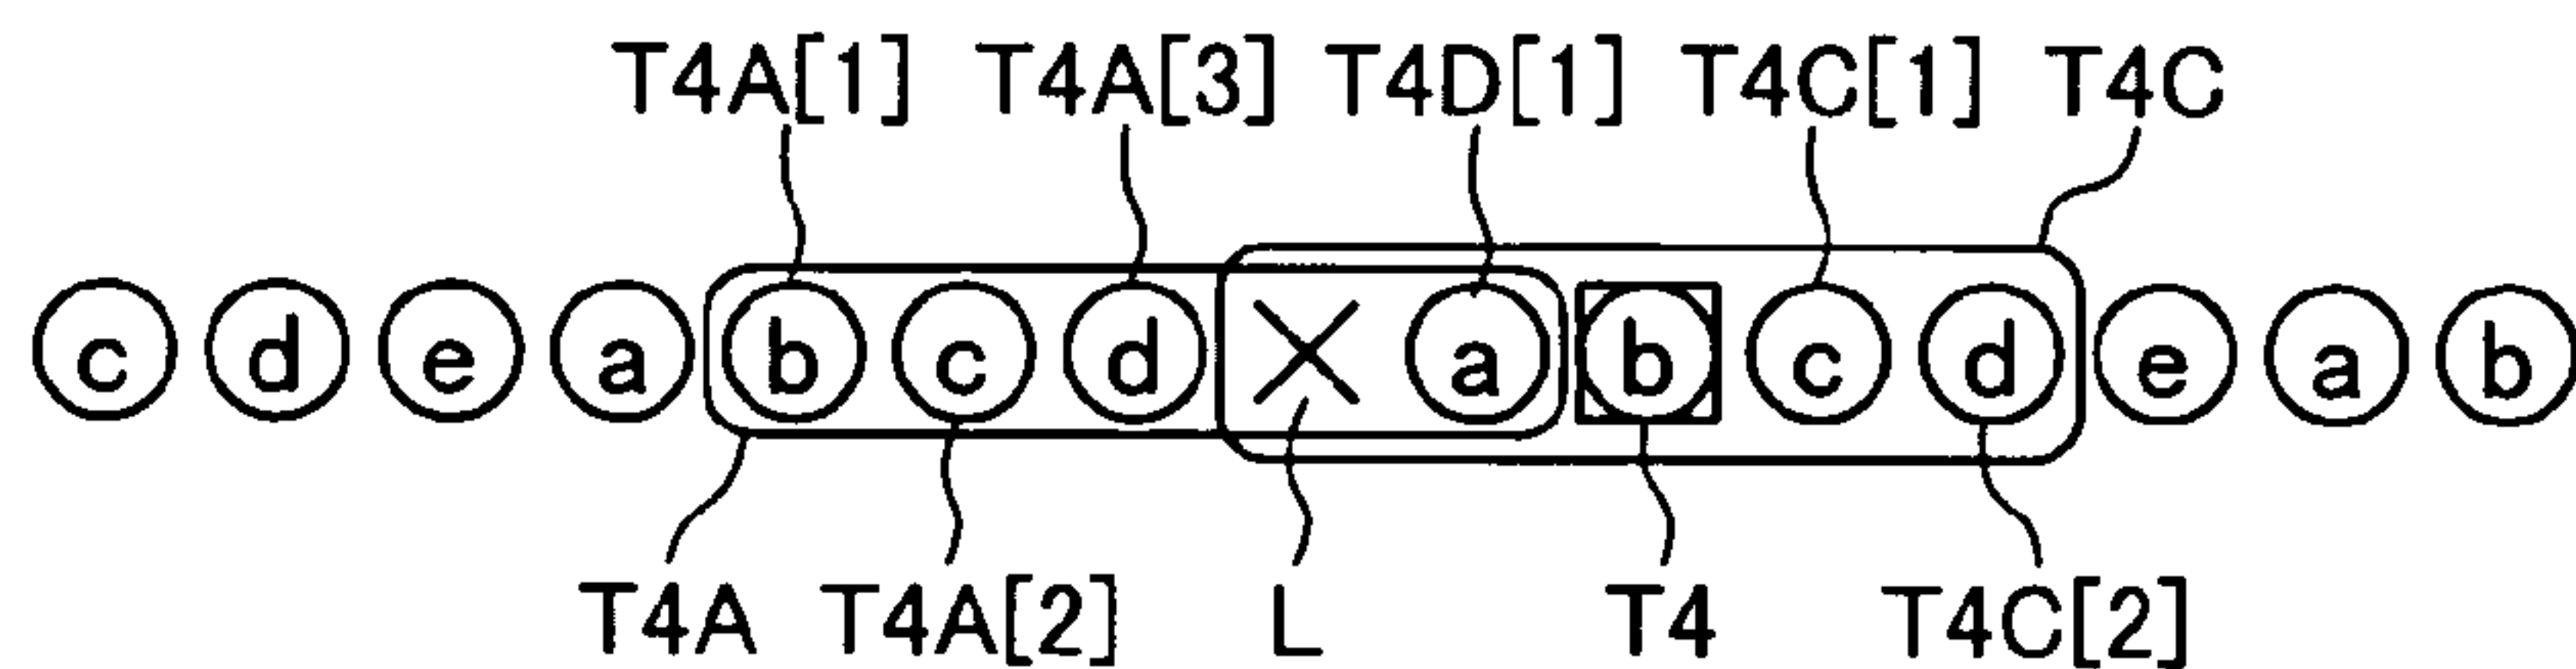 T4A[1] T4A[3] T4D[1] T4C[1] T4C
c d e a b c d × a b c d e a b
T4A T4A[2] L T4 T4C[2]